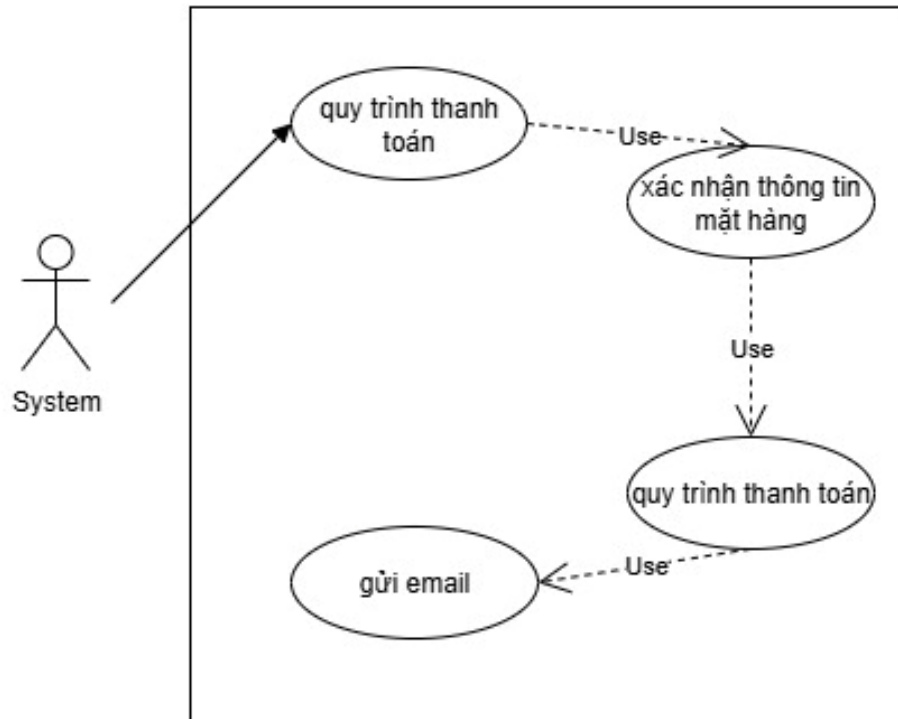 quy trình thanh
toán
Use
xác nhận thông tin
mặt hàng
Use
System
quy trình thanh toán
Use
gửi email